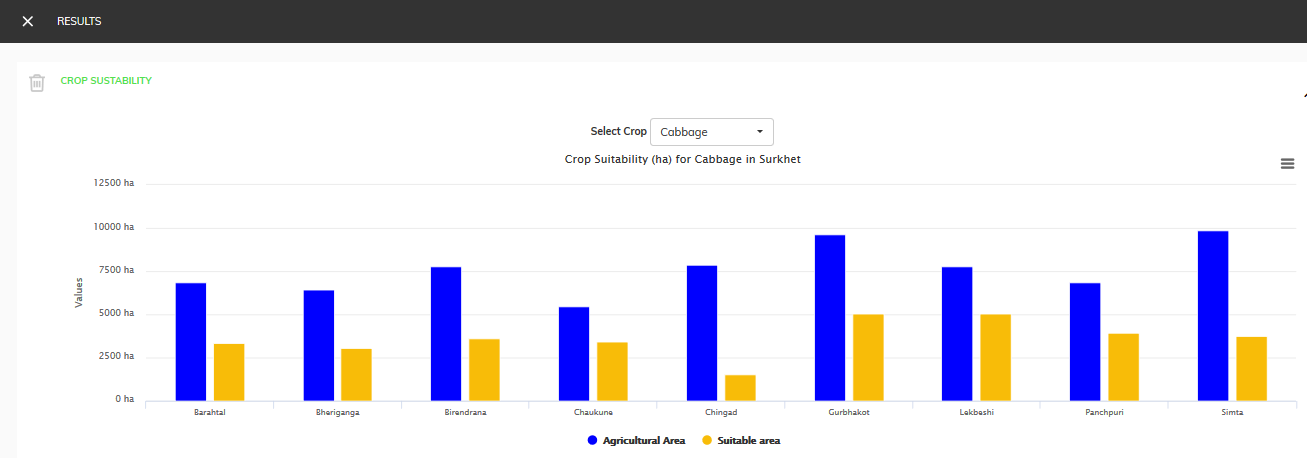 RESULTS
CROP SUSTABILITY
Select Crop Cabbage
Crop Suitability (ha) for Cabbage in Surkhet
12500 ha
10000 ha
7500 ha
5000 ha
2500 ha
0 ha
Values
Barahtal Bheriganga Birendrana Chaukune Chingad Gurbhakot Lekbeshi Panchpuri Simta
Agricultural Area Suitable area